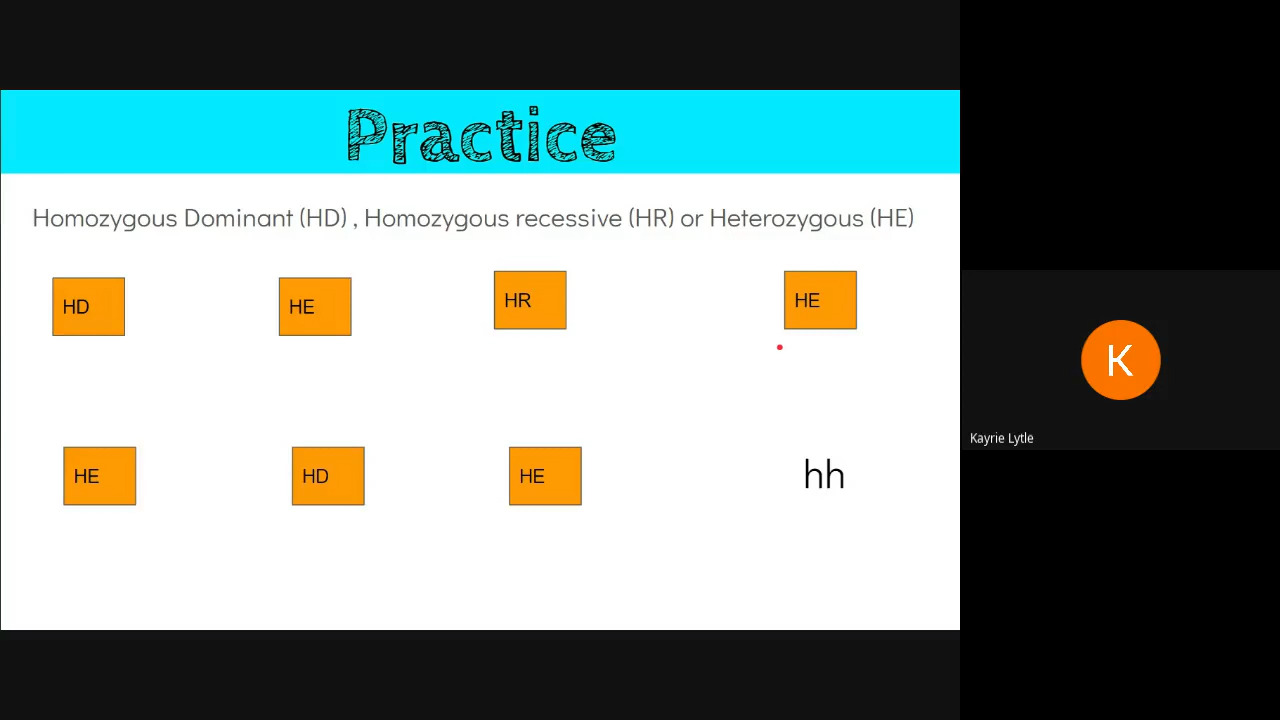 Practice
Homozygous Dominant (HD) , Homozygous recessive (HR) or Heterozygous (HE)
HD HE HR HE
HE HD HE hh
K
Kayrie Lytle